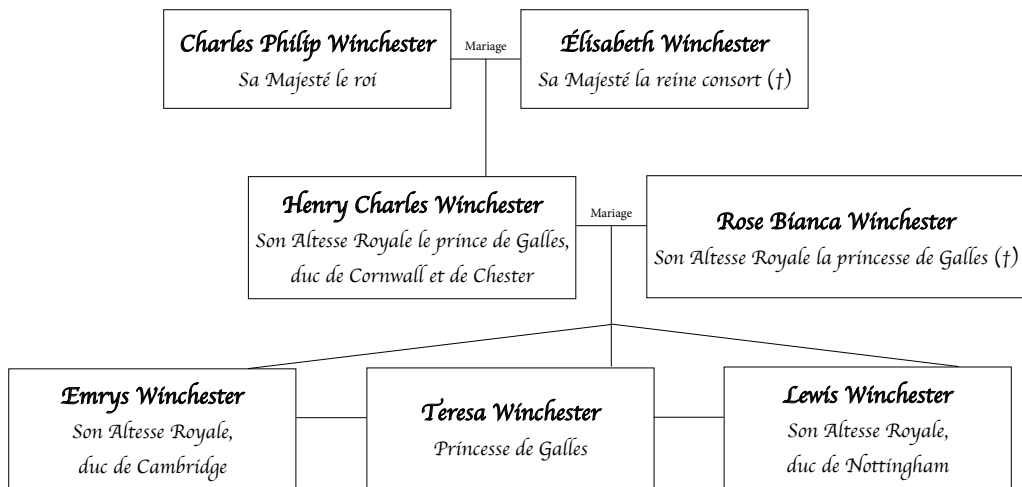 Charles Philip Winchester
Sa Majesté le roi
Mariage
Élisabeth Winchester
Sa Majesté la reine consort (†)
Henry Charles Winchester
Son Altesse Royale le prince de Galles,
duc de Cornwall et de Chester
Mariage
Rose Bianca Winchester
Son Altesse Royale la princesse de Galles (†)
Emrys Winchester
Son Altesse Royale,
duc de Cambridge
Teresa Winchester
Princesse de Galles
Lewis Winchester
Son Altesse Royale,
duc de Nottingham